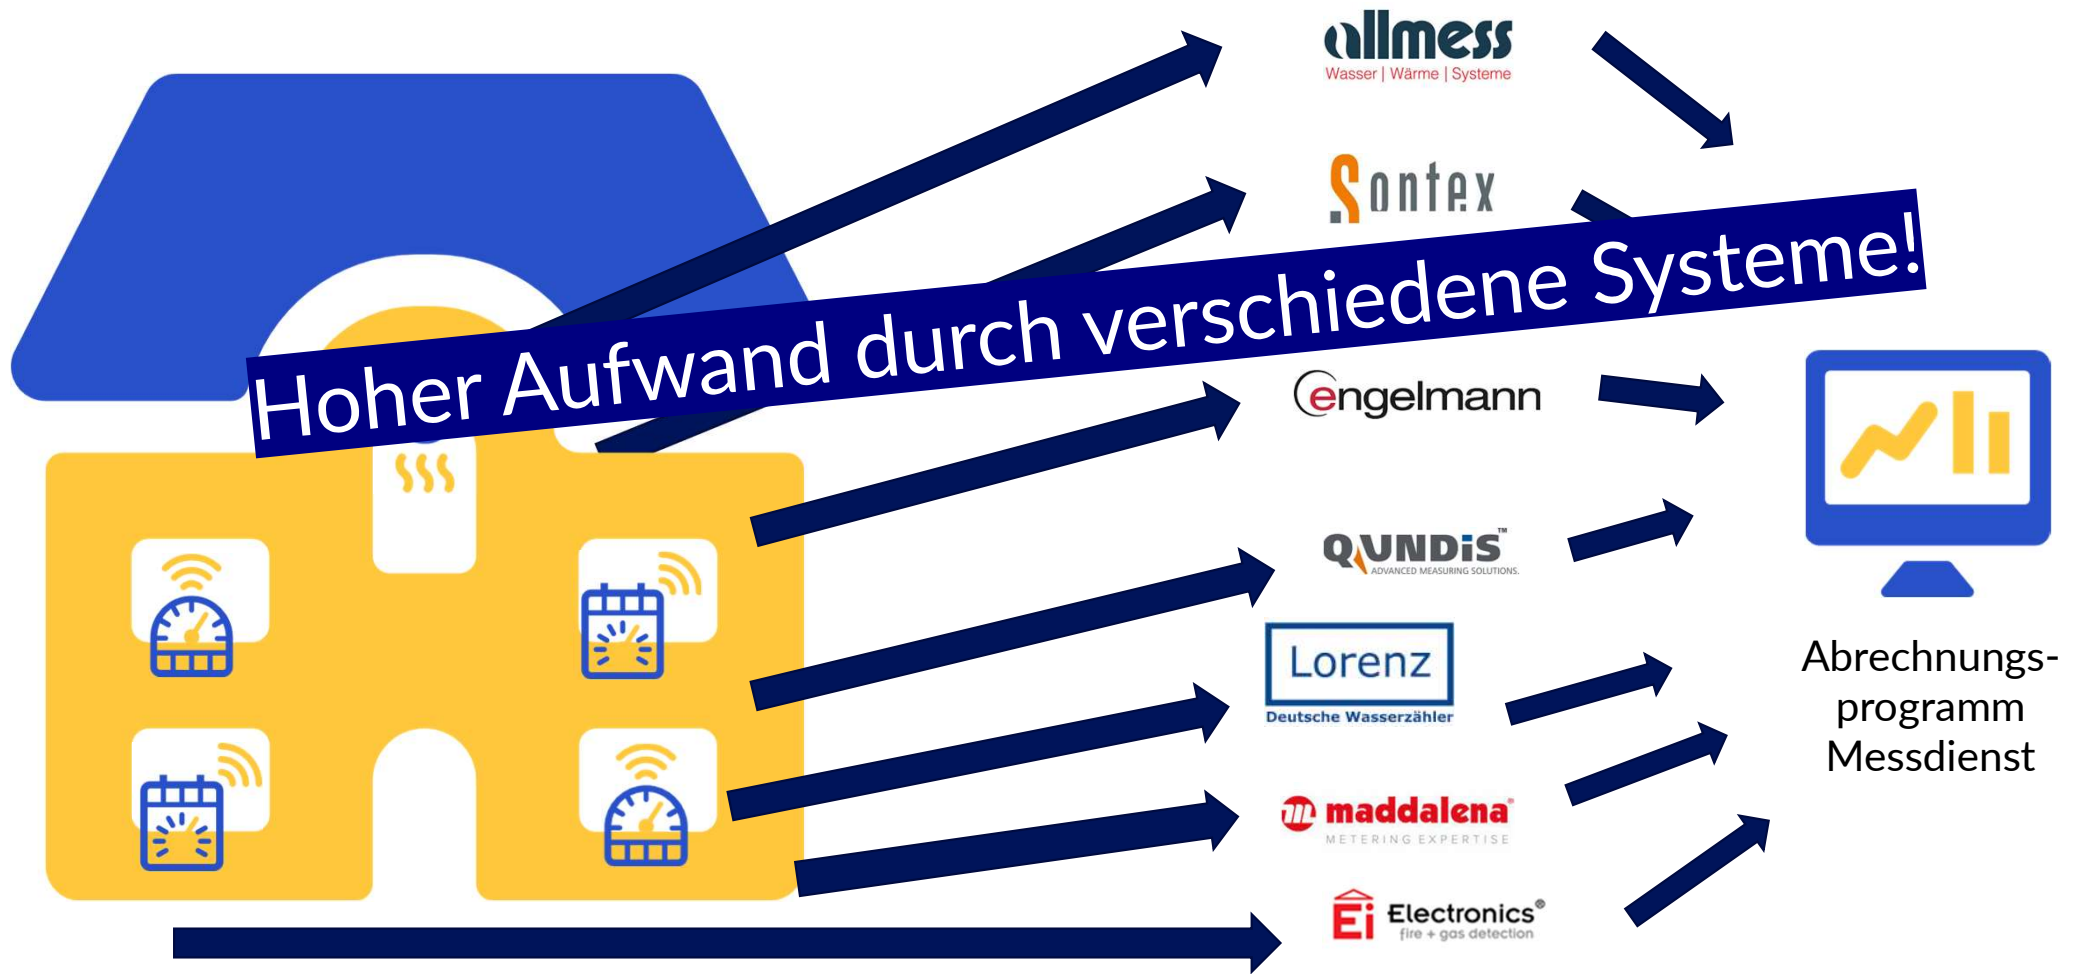 allmess
Wasser | Wärme | Systeme
Sontex
Hoher Aufwand durch verschiedene Systeme!
engelmann
QUNDIS™
ADVANCED MEASURING SOLUTIONS.
Lorenz
Deutsche Wasserzähler
m maddalena®
METERING EXPERTISE
Ei Electronics®
fire + gas detection
Abrechnungs-
programm
Messdienst